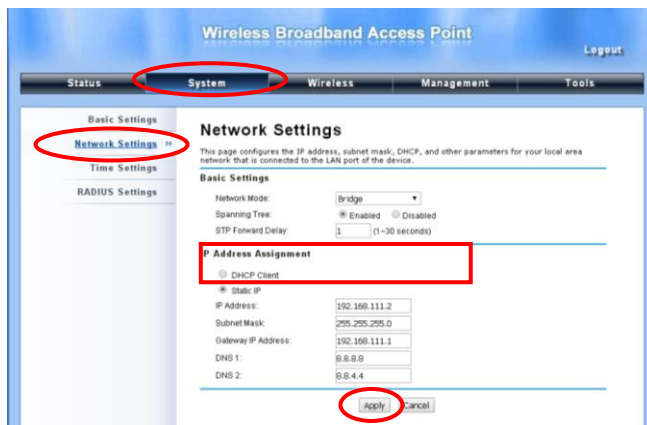 Wireless Broadband Access Point
Logout
Status System Wireless Management Tools
Basic Settings
Network Settings »
Time Settings
RADIUS Settings
Network Settings
This page configures the IP address, subnet mask, DHCP, and other parameters for your local area
network that is connected to the LAN port of the device.
Basic Settings
Network Mode: Bridge
Spanning Tree: Enabled Disabled
STP Forward Delay: 1 (1~30 seconds)
P Address Assignment
DHCP Client
Static IP
IP Address: 192.168.111.2
Subnet Mask: 255.255.255.0
Gateway IP Address: 192.168.111.1
DNS 1: 8.8.8.8
DNS 2: 8.8.4.4
Apply Cancel